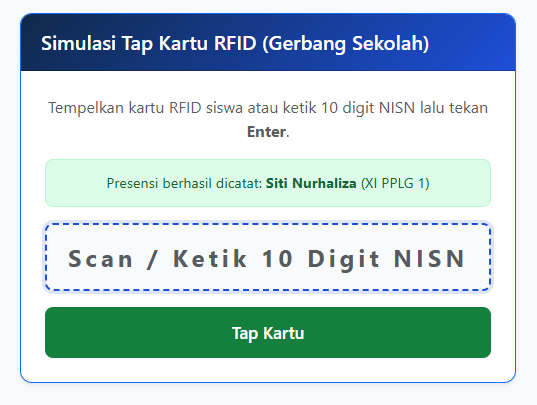 Simulasi Tap Kartu RFID (Gerbang Sekolah)
Tempelkan kartu RFID siswa atau ketik 10 digit NISN lalu tekan
Enter.
Presensi berhasil dicatat: Siti Nurhaliza (XI PPLG 1)
Scan / Ketik 10 Digit NISN
Tap Kartu